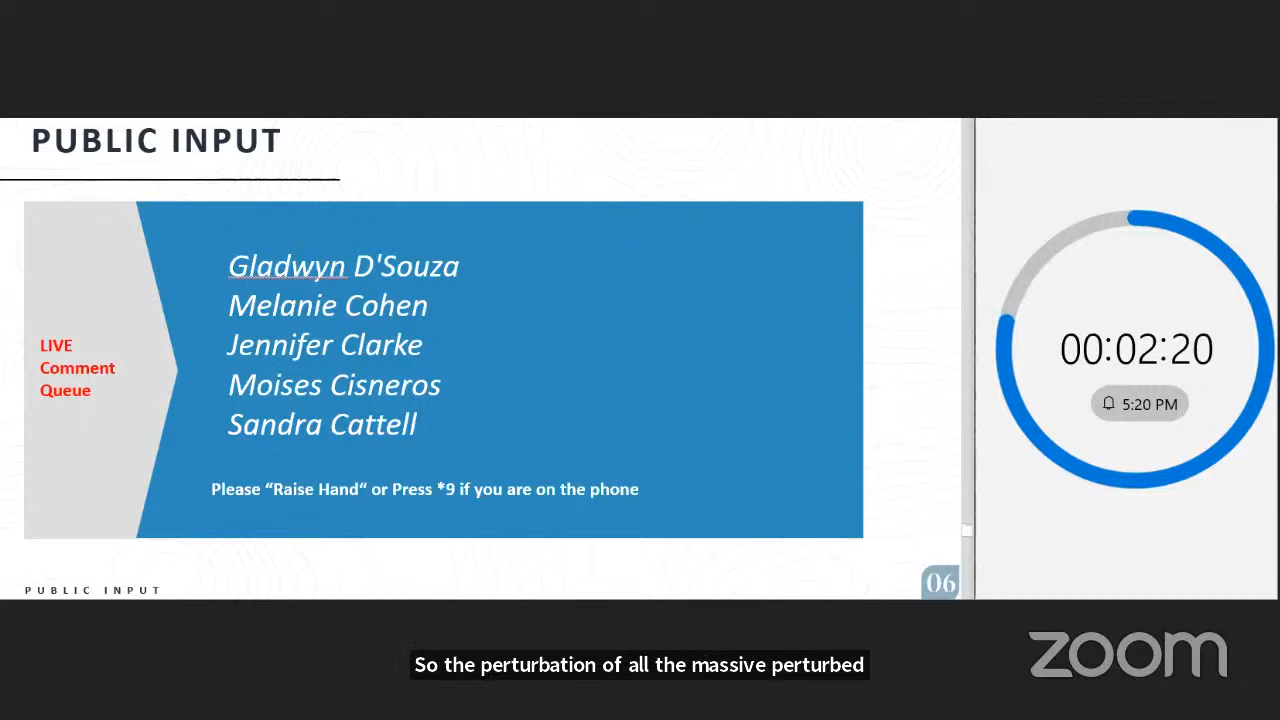 PUBLIC INPUT
LIVE
Comment
Queue
Gladwyn D'Souza
Melanie Cohen
Jennifer Clarke
Moises Cisneros
Sandra Cattell
Please “Raise Hand“ or Press *9 if you are on the phone
PUBLIC INPUT
06
00:02:20
5:20 PM
So the perturbation of all the massive perturbed
zoom